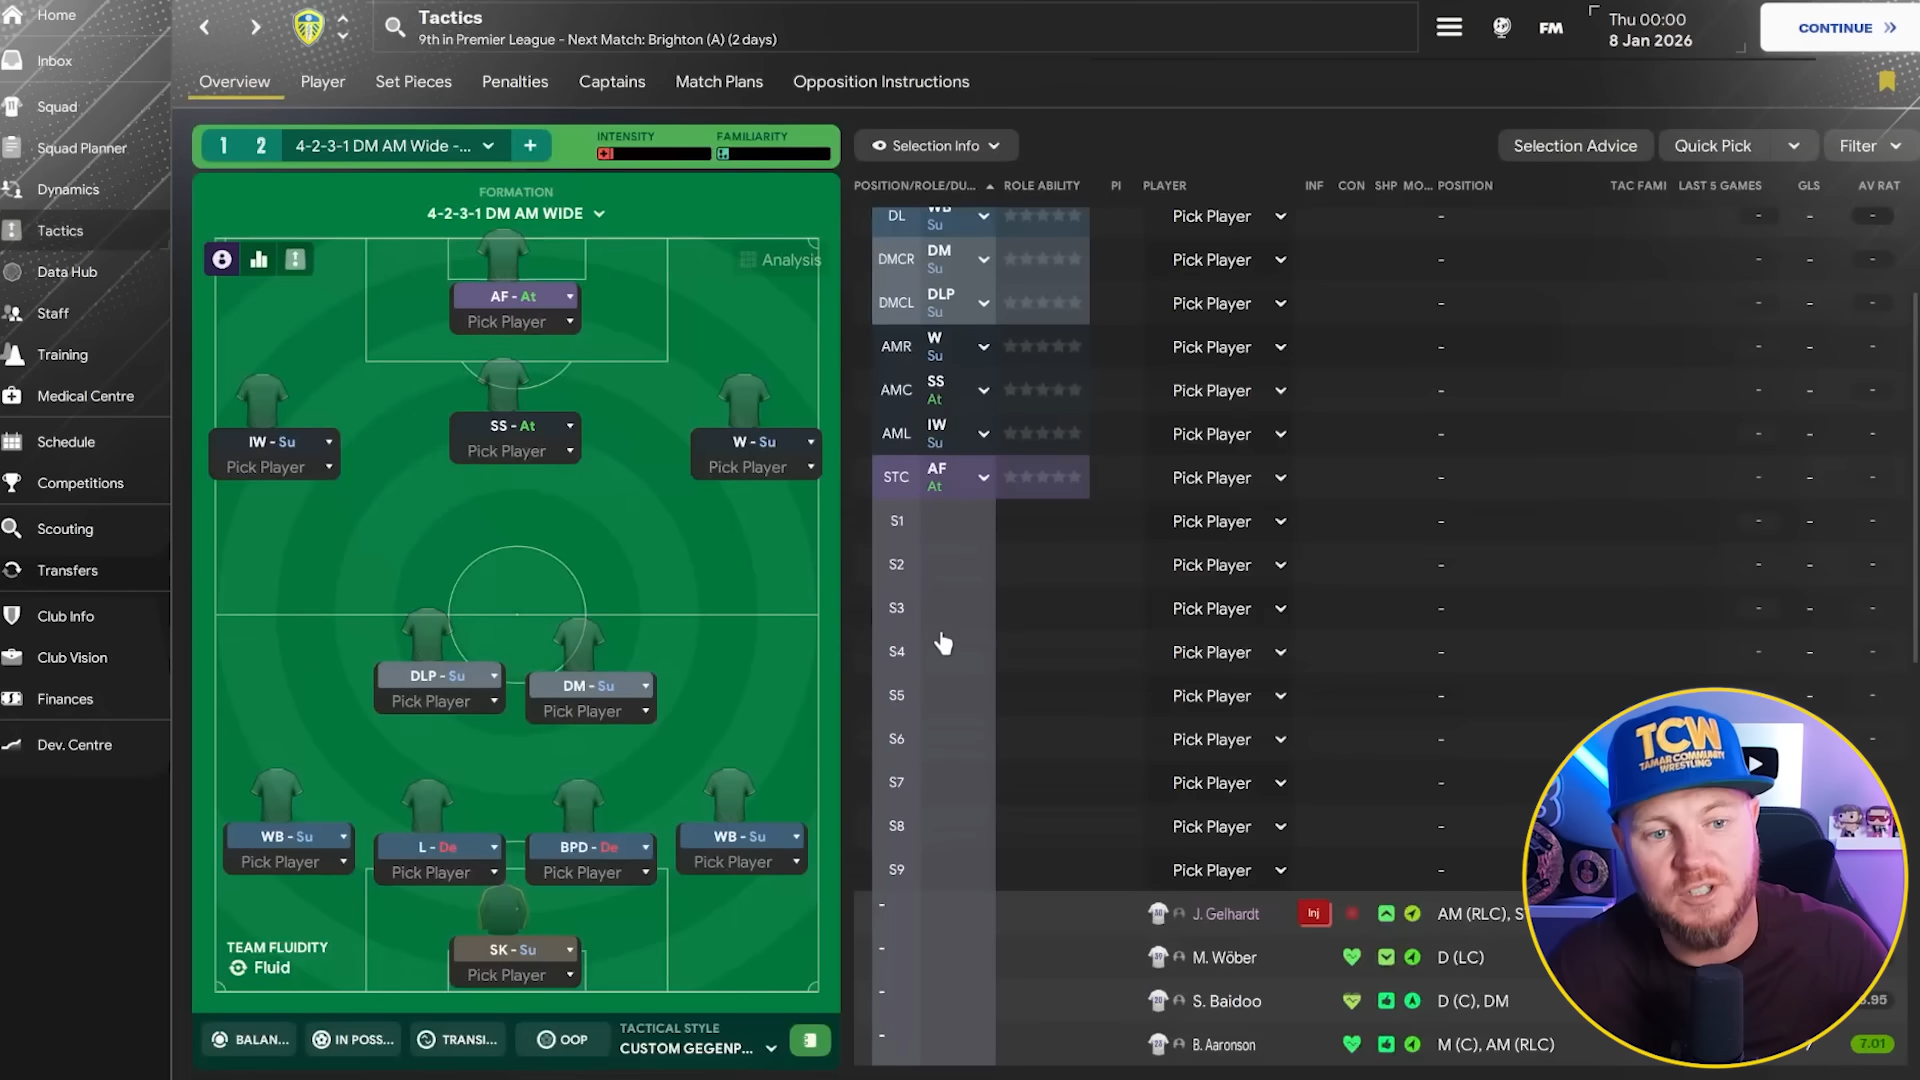 Home
Inbox
Squad
Squad Planner
Dynamics
Tactics
Data Hub
Staff
Training
Medical Centre
Schedule
Competitions
Scouting
Transfers
Club Info
Club Vision
Finances
Dev. Centre
Tactics
9th in Premier League - Next Match: Brighton (A) (2 days)
FM
Thu 00:00
8 Jan 2026
CONTINUE
Overview Player Set Pieces Penalties Captains Match Plans Opposition Instructions
1 2 4-2-3-1 DM AM Wide -... +
INTENSITY FAMILIARITY
FORMATION
4-2-3-1 DM AM WIDE
Analysis
AF - At
Pick Player
IW - Su
Pick Player
SS - At
Pick Player
W - Su
Pick Player
DLP - Su
Pick Player
DM - Su
Pick Player
WB - Su
Pick Player
L - De
Pick Player
BPD - De
Pick Player
WB - Su
Pick Player
SK - Su
Pick Player
TEAM FLUIDITY
Fluid
BALAN... IN POSS... TRANSI... OOP
TACTICAL STYLE
CUSTOM GEGENP...
Selection Info Selection Advice Quick Pick Filter
POSITION/ROLE/DU... ROLE ABILITY PI PLAYER INF CON SHP MO... POSITION TAC FAMI LAST 5 GAMES GLS AV RAT
DL WB Su Pick Player - - - -
DMCR DM Su Pick Player - - - -
DMCL DLP Su Pick Player - - - -
AMR W Su Pick Player - - - -
AMC SS At Pick Player - - - -
AML IW Su Pick Player - - - -
STC AF At Pick Player - - - -
S1 Pick Player - - - -
S2 Pick Player - - - -
S3 Pick Player - - - -
S4 Pick Player - - - -
S5 Pick Player - - - -
S6 Pick Player - - - -
S7 Pick Player -
S8 Pick Player -
S9 Pick Player -
- J. Gelhardt Inj AM (RLC), S
- M. Wöber D (LC)
- S. Baidoo D (C), DM
- B. Aaronson M (C), AM (RLC) 7.01
TCW
TAMAR COMMUNITY
WRESTLING